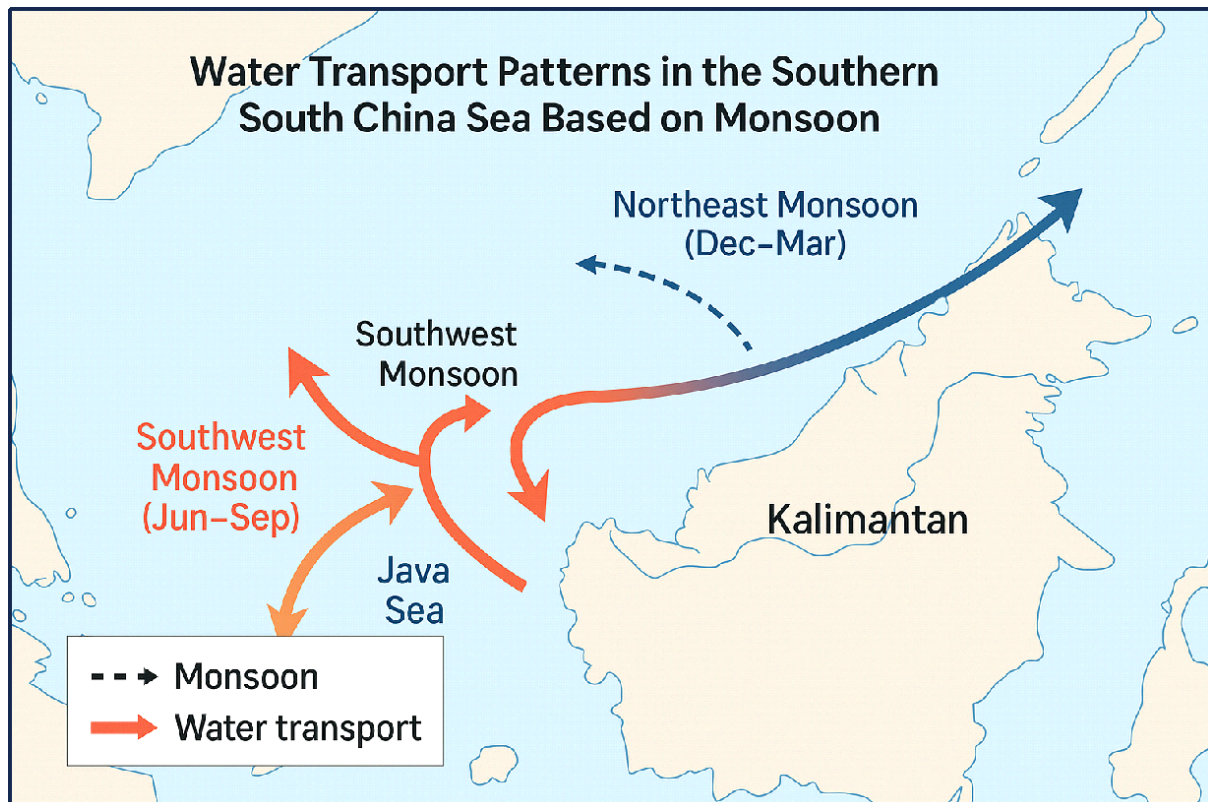 Water Transport Patterns in the Southern
South China Sea Based on Monsoon
Northeast Monsoon
(Dec–Mar)
Southwest
Monsoon
Southwest
Monsoon
(Jun–Sep)
Kalimantan
Java
Sea
Monsoon
Water transport